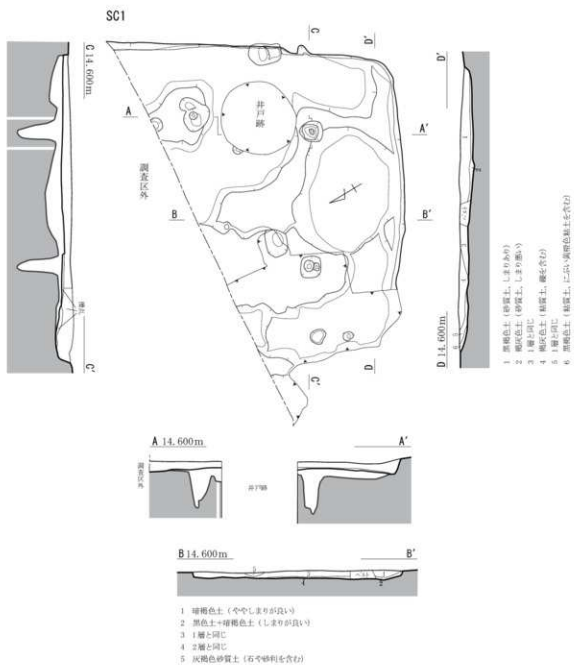 SC1
C
D'
C 14.600m
D'
A
井戸跡
A'
調査区外
B
B'
C'
C'
D
D 14.600m
1 黒褐色土(砂質土、しまりあり)
2 褐灰色土(砂質土、しまり悪い)
3 1層と同じ
4 褐灰色土(粘質土、礫を含む)
5 1層と同じ
6 黒褐色土(粘質土、にぶい黄橙色粘土を含む)
A 14.600m
A'
調査区外
井戸跡
B 14.600m
B'
5
4
2
1 暗褐色土(ややしまりが良い)
2 黒色土+暗褐色土(しまりが良い)
3 1層と同じ
4 2層と同じ
5 灰褐色砂質土(石や砂利を含む)